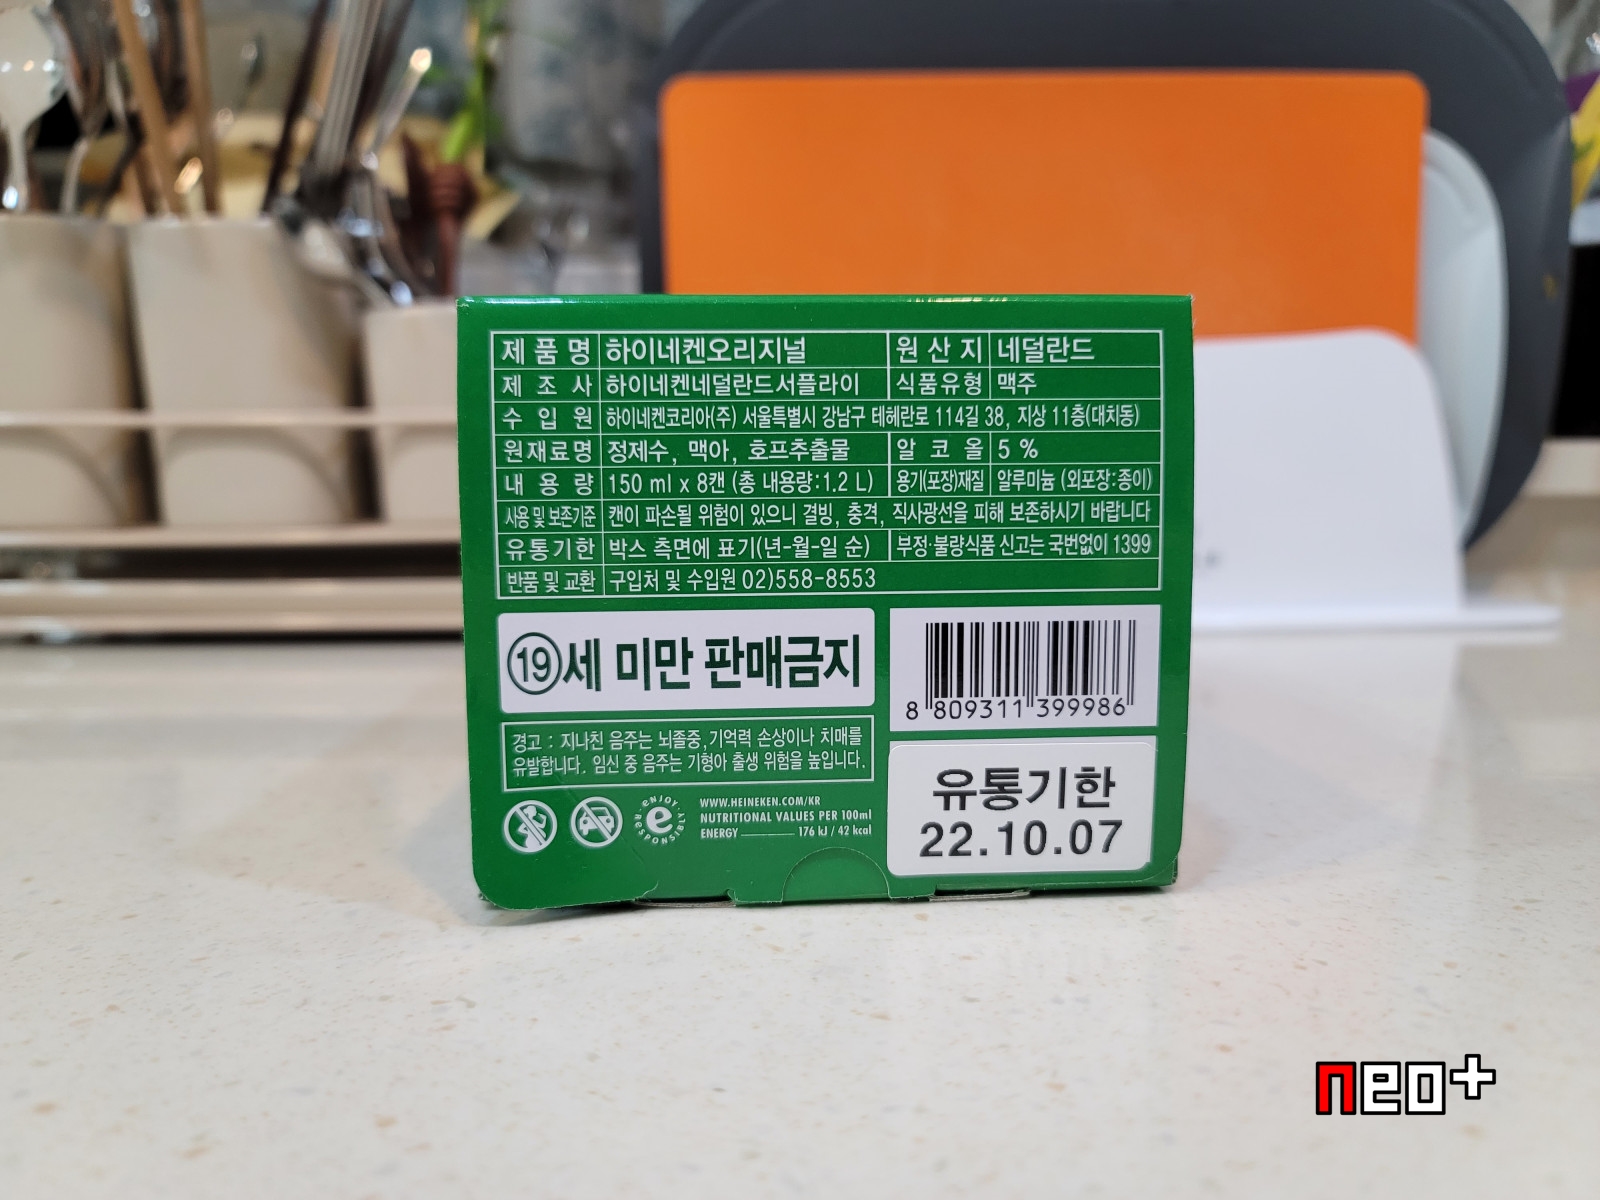 제품명 하이네켄오리지널 원산지 네덜란드
제조사 하이네켄네덜란드서플라이 식품유형 맥주
수입원 하이네켄코리아(주) 서울특별시 강남구 테헤란로 114길 38, 지상 11층(대치동)
원재료명 정제수, 맥아, 호프추출물 알코올 5 %
내용량 150 ml x 8캔 (총 내용량:1.2 L) 용기(포장)재질 알루미늄 (외포장:종이)
사용 및 보존기준 캔이 파손될 위험이 있으니 결빙, 충격, 직사광선을 피해 보존하시기 바랍니다
유통기한 박스 측면에 표기(년-월-일 순) 부정·불량식품 신고는 국번없이 1399
반품 및 교환 구입처 및 수입원 02)558-8553
19세 미만 판매금지
8 809311 399986
경고 : 지나친 음주는 뇌졸중, 기억력 손상이나 치매를
유발합니다. 임신 중 음주는 기형아 출생 위험을 높입니다.
유통기한
22.10.07
ENJOY RESPONSIBLY
e
WWW.HEINEKEN.COM/KR
NUTRITIONAL VALUES PER 100ml
ENERGY 176 kJ / 42 kcal
neo+